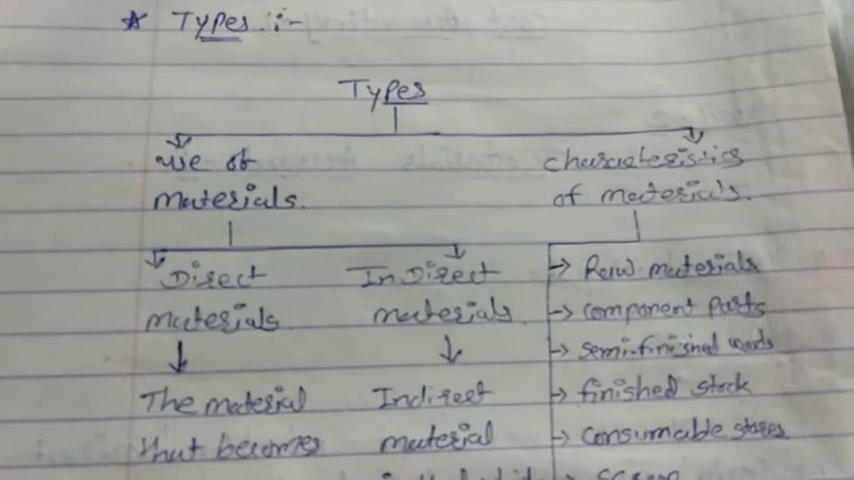 * Types :-
Types
use of
materials.
characteristics
of materials.
Direct
materials
InDirect
materials
→ Raw materials
→ component parts
→ semi-finished
→ finished stock
→ consumable stores
The material
that becomes
Indirect
material